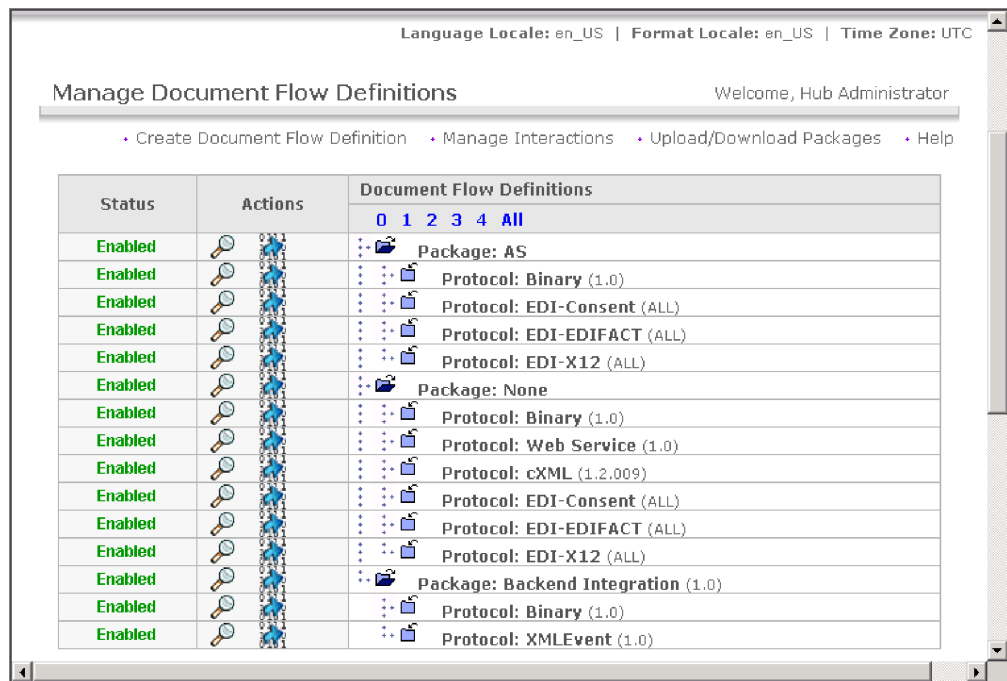 Language Locale: en_US | Format Locale: en_US | Time Zone: UTC
Manage Document Flow Definitions Welcome, Hub Administrator
Create Document Flow Definition Manage Interactions Upload/Download Packages Help
Status Actions Document Flow Definitions
0 1 2 3 4 All
Enabled Package: AS
Enabled Protocol: Binary (1.0)
Enabled Protocol: EDI-Consent (ALL)
Enabled Protocol: EDI-EDIFACT (ALL)
Enabled Protocol: EDI-X12 (ALL)
Enabled Package: None
Enabled Protocol: Binary (1.0)
Enabled Protocol: Web Service (1.0)
Enabled Protocol: cXML (1.2.009)
Enabled Protocol: EDI-Consent (ALL)
Enabled Protocol: EDI-EDIFACT (ALL)
Enabled Protocol: EDI-X12 (ALL)
Enabled Package: Backend Integration (1.0)
Enabled Protocol: Binary (1.0)
Enabled Protocol: XMLEvent (1.0)